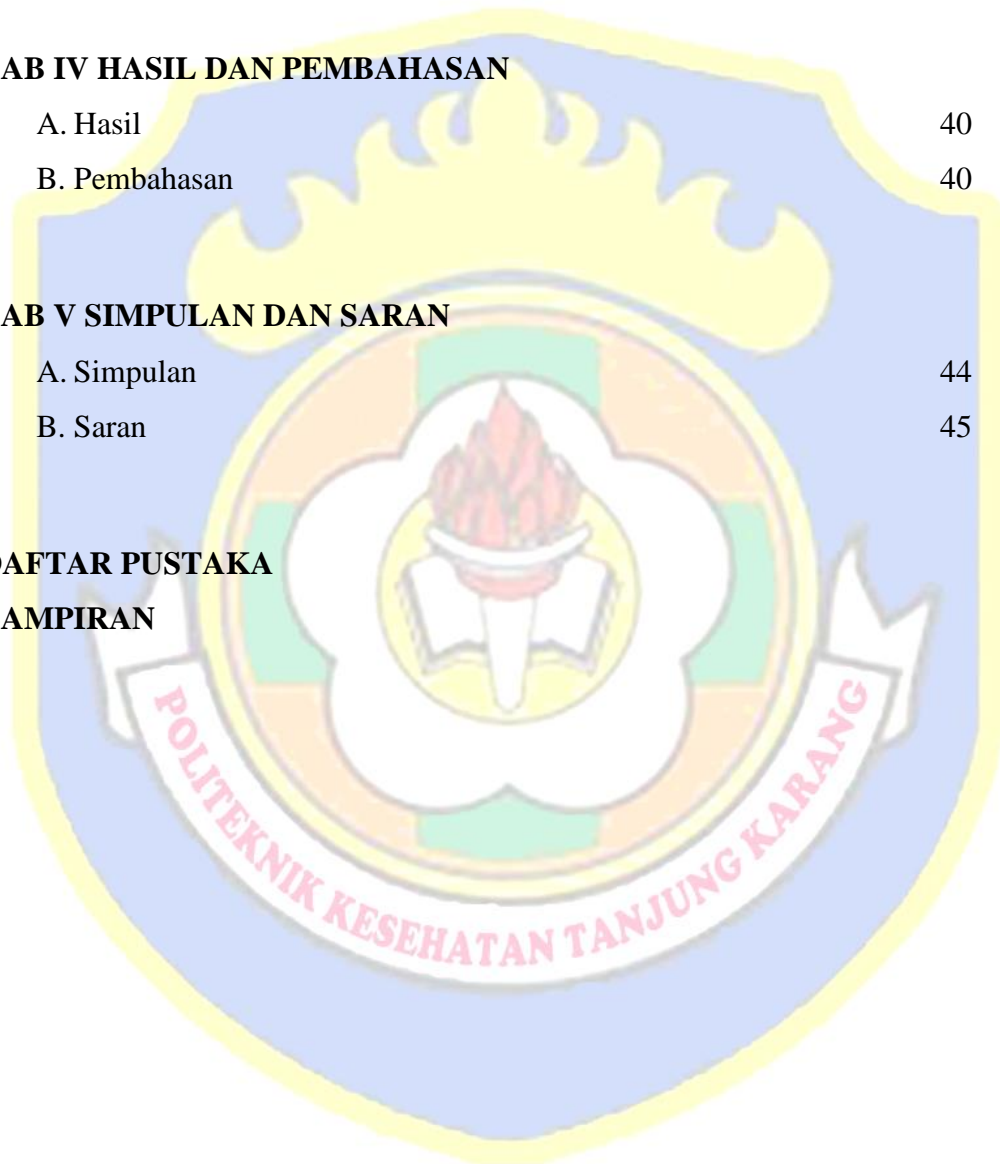 AB IV HASIL DAN PEMBAHASAN
A. Hasil 40
B. Pembahasan 40
AB V SIMPULAN DAN SARAN
A. Simpulan 44
B. Saran 45
DAFTAR PUSTAKA
AMPIRAN
POLITEKNIK KESEHATAN TANJUNG KARANG